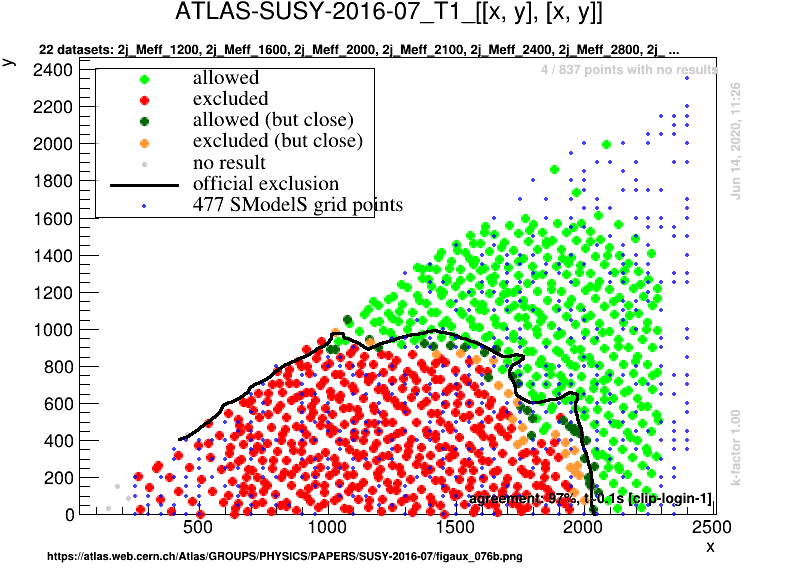 ATLAS-SUSY-2016-07_T1_[[x, y], [x, y]]
22 datasets: 2j_Meff_1200, 2j_Meff_1600, 2j_Meff_2000, 2j_Meff_2100, 2j_Meff_2400, 2j_Meff_2800, 2j_ ...
y
4 / 837 points with no results
allowed
excluded
allowed (but close)
excluded (but close)
no result
official exclusion
477 SModelS grid points
2400
2200
2000
1800
1600
1400
1200
1000
800
600
400
200
0
Jun 14, 2020, 11:26
k-factor 1.00
agreement: 97%, t~0.1s [clip-login-1]
500 1000 1500 2000 2500
x
https://atlas.web.cern.ch/Atlas/GROUPS/PHYSICS/PAPERS/SUSY-2016-07/figaux_076b.png